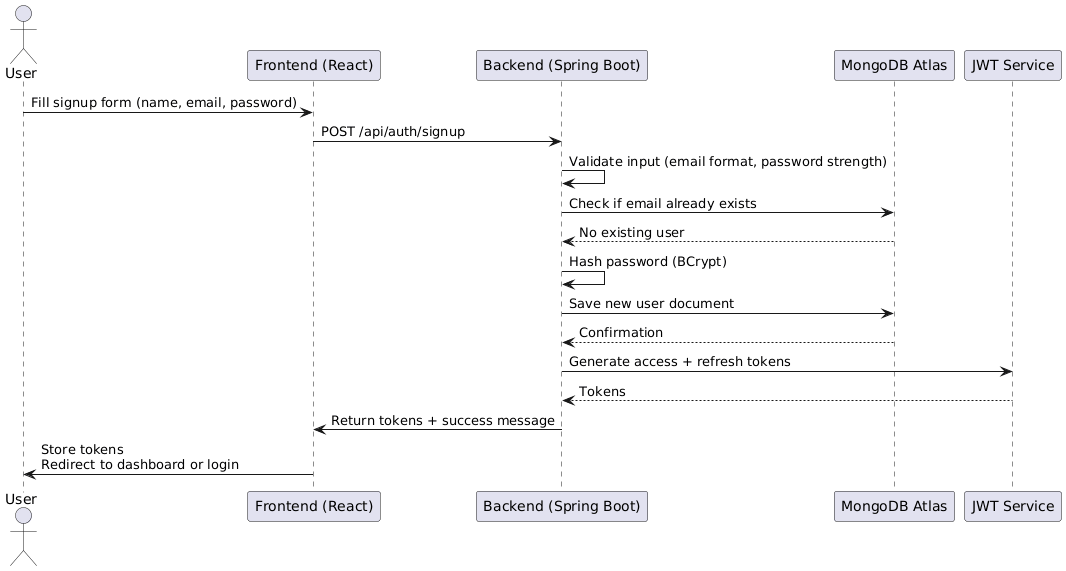 User
Frontend (React)
Backend (Spring Boot)
MongoDB Atlas
JWT Service
Fill signup form (name, email, password)
POST /api/auth/signup
Validate input (email format, password strength)
Check if email already exists
No existing user
Hash password (BCrypt)
Save new user document
Confirmation
Generate access + refresh tokens
Tokens
Return tokens + success message
Store tokens
Redirect to dashboard or login
User
Frontend (React)
Backend (Spring Boot)
MongoDB Atlas
JWT Service